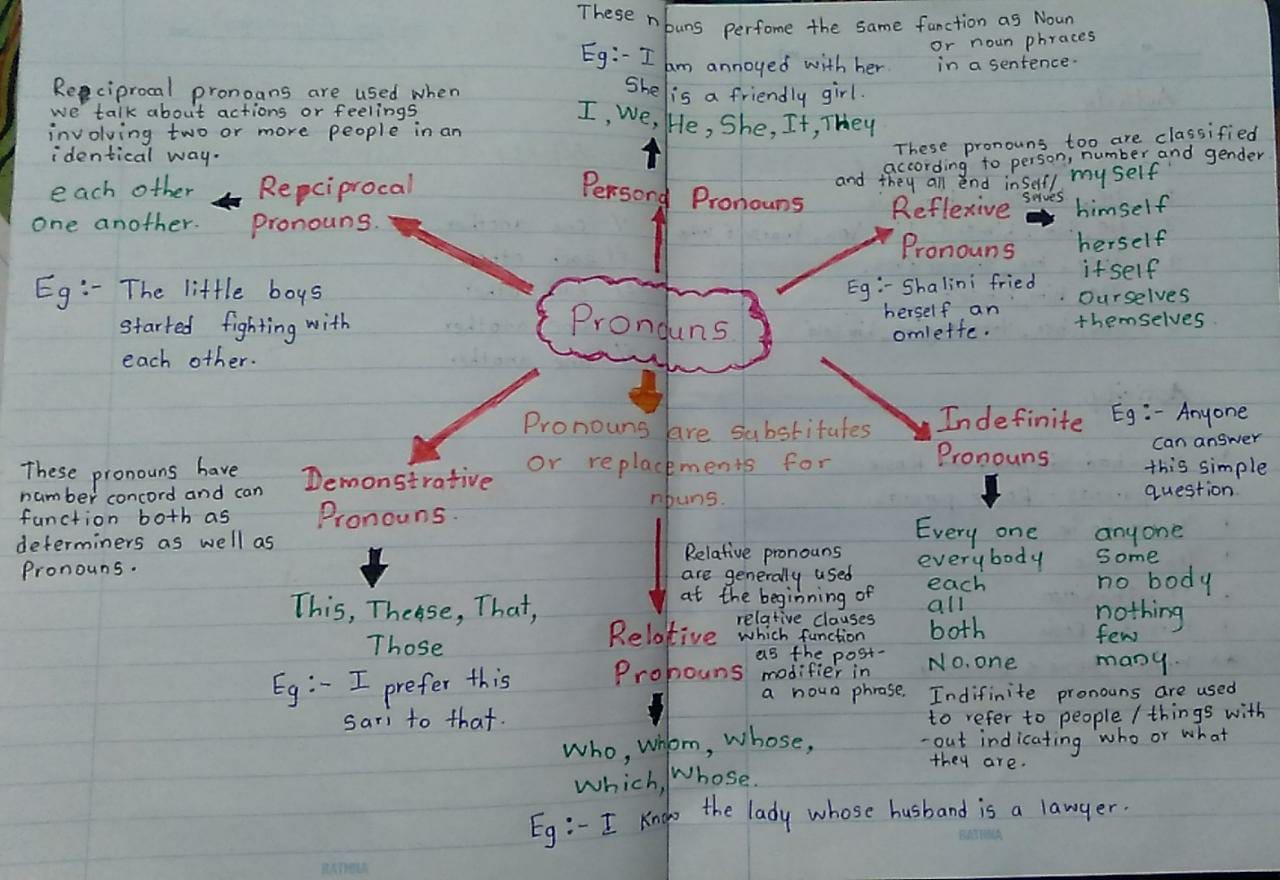 These nouns perfome the same function as Noun
or noun phraces
in a sentence.
Eg:- I am annoyed with her.
She is a friendly girl.
I, We, He, She, It, They
Personal Pronouns
Repciprocal pronoans are used when
we talk about actions or feelings
involving two or more people in an
identical way.
each other
one another.
Repciprocal
Pronouns.
Eg:- The little boys
started fighting with
each other.
These pronouns too are classified
according to person, number and gender
and they all end in self/
selves
Reflexive
Pronouns
myself
himself
herself
itself
ourselves
themselves
Eg:- Shalini fried
herself an
omlette.
Pronouns
Pronouns are substitutes
or replacements for
nouns.
Demonstrative
Pronouns.
These pronouns have
number concord and can
function both as
determiners as well as
Pronouns.
This, Thease, That,
Those
Eg:- I prefer this
sari to that.
Relative
Pronouns
Relative pronouns
are generally used
at the beginning of
relative clauses
which function
as the post-
modifier in
a noun phrase.
Who, whom, whose,
which, whose.
Eg:- I know the lady whose husband is a lawyer.
Indefinite
Pronouns
Eg:- Anyone
can answer
this simple
question.
Every one
everybody
each
all
both
No. one
anyone
some
no body
nothing
few
many.
Indifinite pronouns are used
to refer to people / things with
-out indicating who or what
they are.
RATHNA
RATHNA